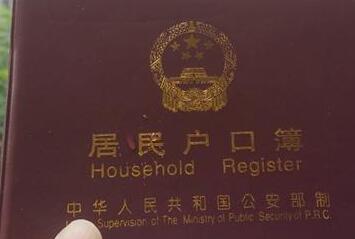 居民户口簿
Household Register
中华人民共和国公安部制
Supervision of The Ministry of Public Security of P.R.C.